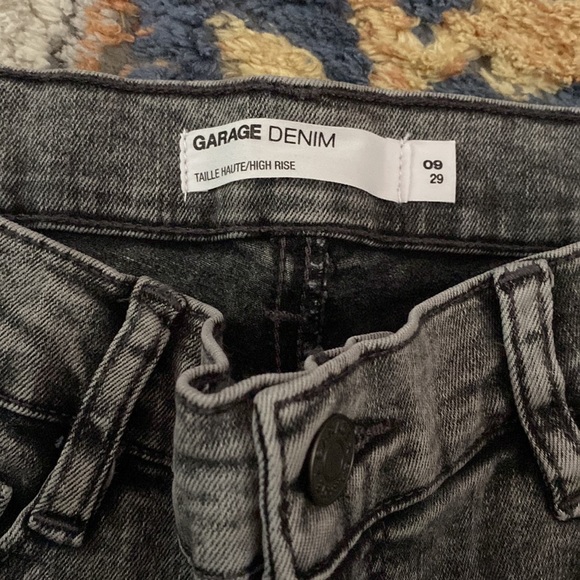 GARAGE DENIM
TAILLE HAUTE/HIGH RISE
09
29